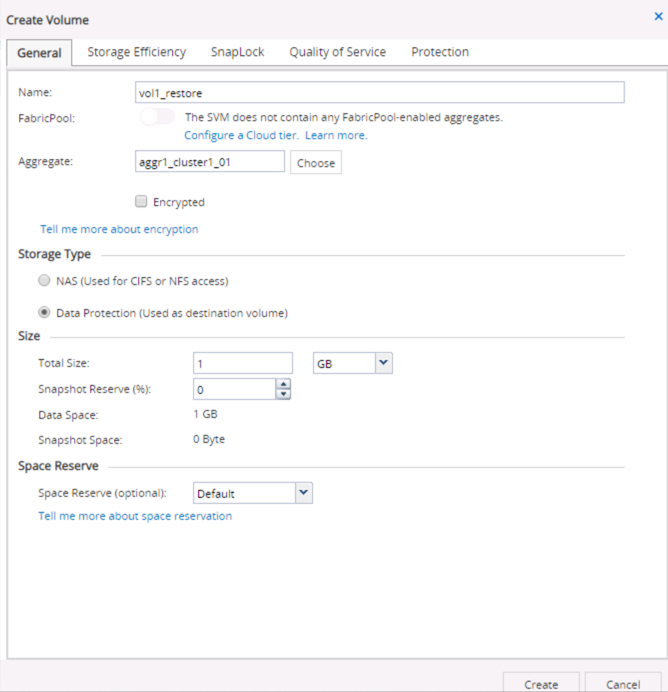 Create Volume
General Storage Efficiency SnapLock Quality of Service Protection
Name: vol1_restore
FabricPool: The SVM does not contain any FabricPool-enabled aggregates.
Configure a Cloud tier. Learn more.
Aggregate: aggr1_cluster1_01 Choose
Encrypted
Tell me more about encryption
Storage Type
NAS (Used for CIFS or NFS access)
Data Protection (Used as destination volume)
Size
Total Size: 1 GB
Snapshot Reserve (%): 0
Data Space: 1 GB
Snapshot Space: 0 Byte
Space Reserve
Space Reserve (optional): Default
Tell me more about space reservation
Create Cancel